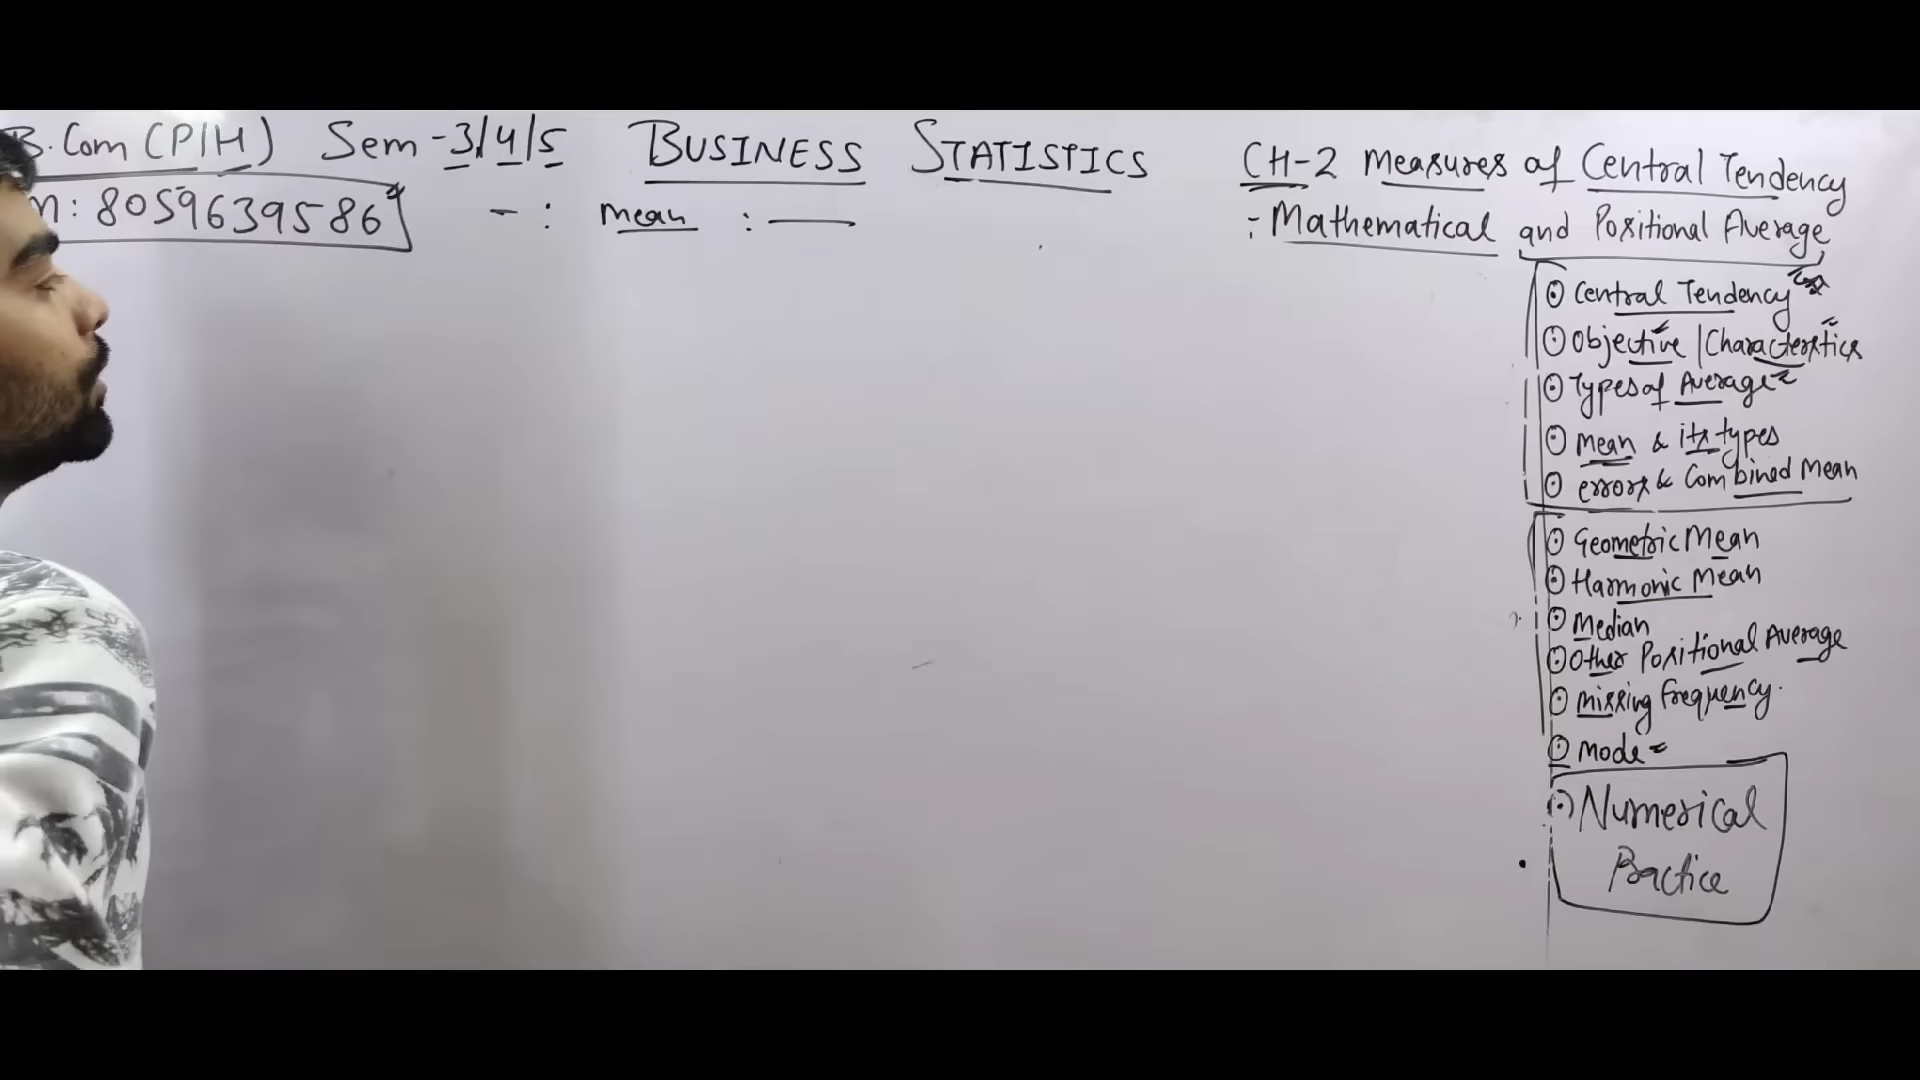 B.Com (P/H) Sem-3/4/5 BUSINESS STATISTICS
m: 8059639586
- : mean : —
CH-2 Measures of Central Tendency
:- Mathematical and Positional Average
Central Tendency
Objective / Characteristics
Types of Average
Mean & its types
errors & Combined Mean
Geometric Mean
Harmonic Mean
Median
Other Positional Average
missing frequency.
Mode
Numerical
Practice